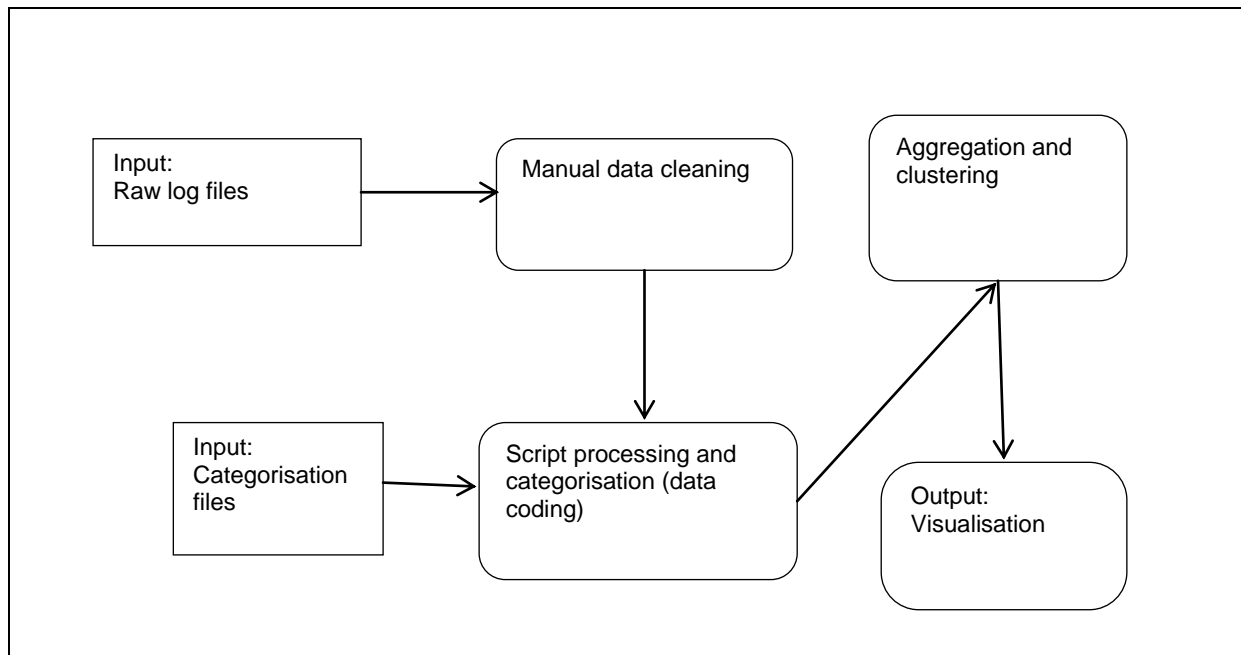 Input:
Raw log files
Manual data cleaning
Aggregation and
clustering
Input:
Categorisation
files
Script processing and
categorisation (data
coding)
Output:
Visualisation